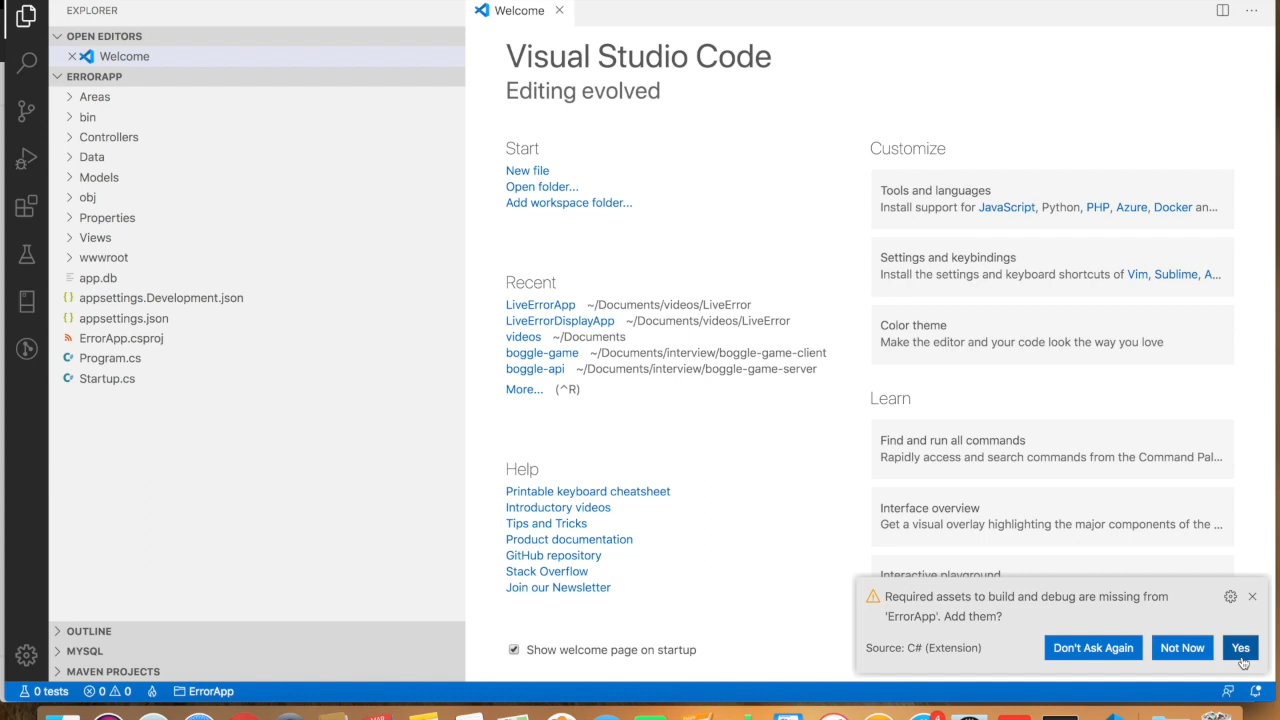 EXPLORER
OPEN EDITORS
Welcome
ERRORAPP
Areas
bin
Controllers
Data
Models
obj
Properties
Views
wwwroot
app.db
appsettings.Development.json
appsettings.json
ErrorApp.csproj
Program.cs
Startup.cs
OUTLINE
MYSQL
MAVEN PROJECTS
Welcome
Visual Studio Code
Editing evolved
Start
New file
Open folder...
Add workspace folder...
Recent
LiveErrorApp ~/Documents/videos/LiveError
LiveErrorDisplayApp ~/Documents/videos/LiveError
videos ~/Documents
boggle-game ~/Documents/interview/boggle-game-client
boggle-api ~/Documents/interview/boggle-game-server
More... (^R)
Help
Printable keyboard cheatsheet
Introductory videos
Tips and Tricks
Product documentation
GitHub repository
Stack Overflow
Join our Newsletter
Show welcome page on startup
Customize
Tools and languages
Install support for JavaScript, Python, PHP, Azure, Docker an...
Settings and keybindings
Install the settings and keyboard shortcuts of Vim, Sublime, A...
Color theme
Make the editor and your code look the way you love
Learn
Find and run all commands
Rapidly access and search commands from the Command Pal...
Interface overview
Get a visual overlay highlighting the major components of the ...
Interactive playground
Required assets to build and debug are missing from
'ErrorApp'. Add them?
Source: C# (Extension)
Don't Ask Again
Not Now
Yes
0 tests 0 0 ErrorApp